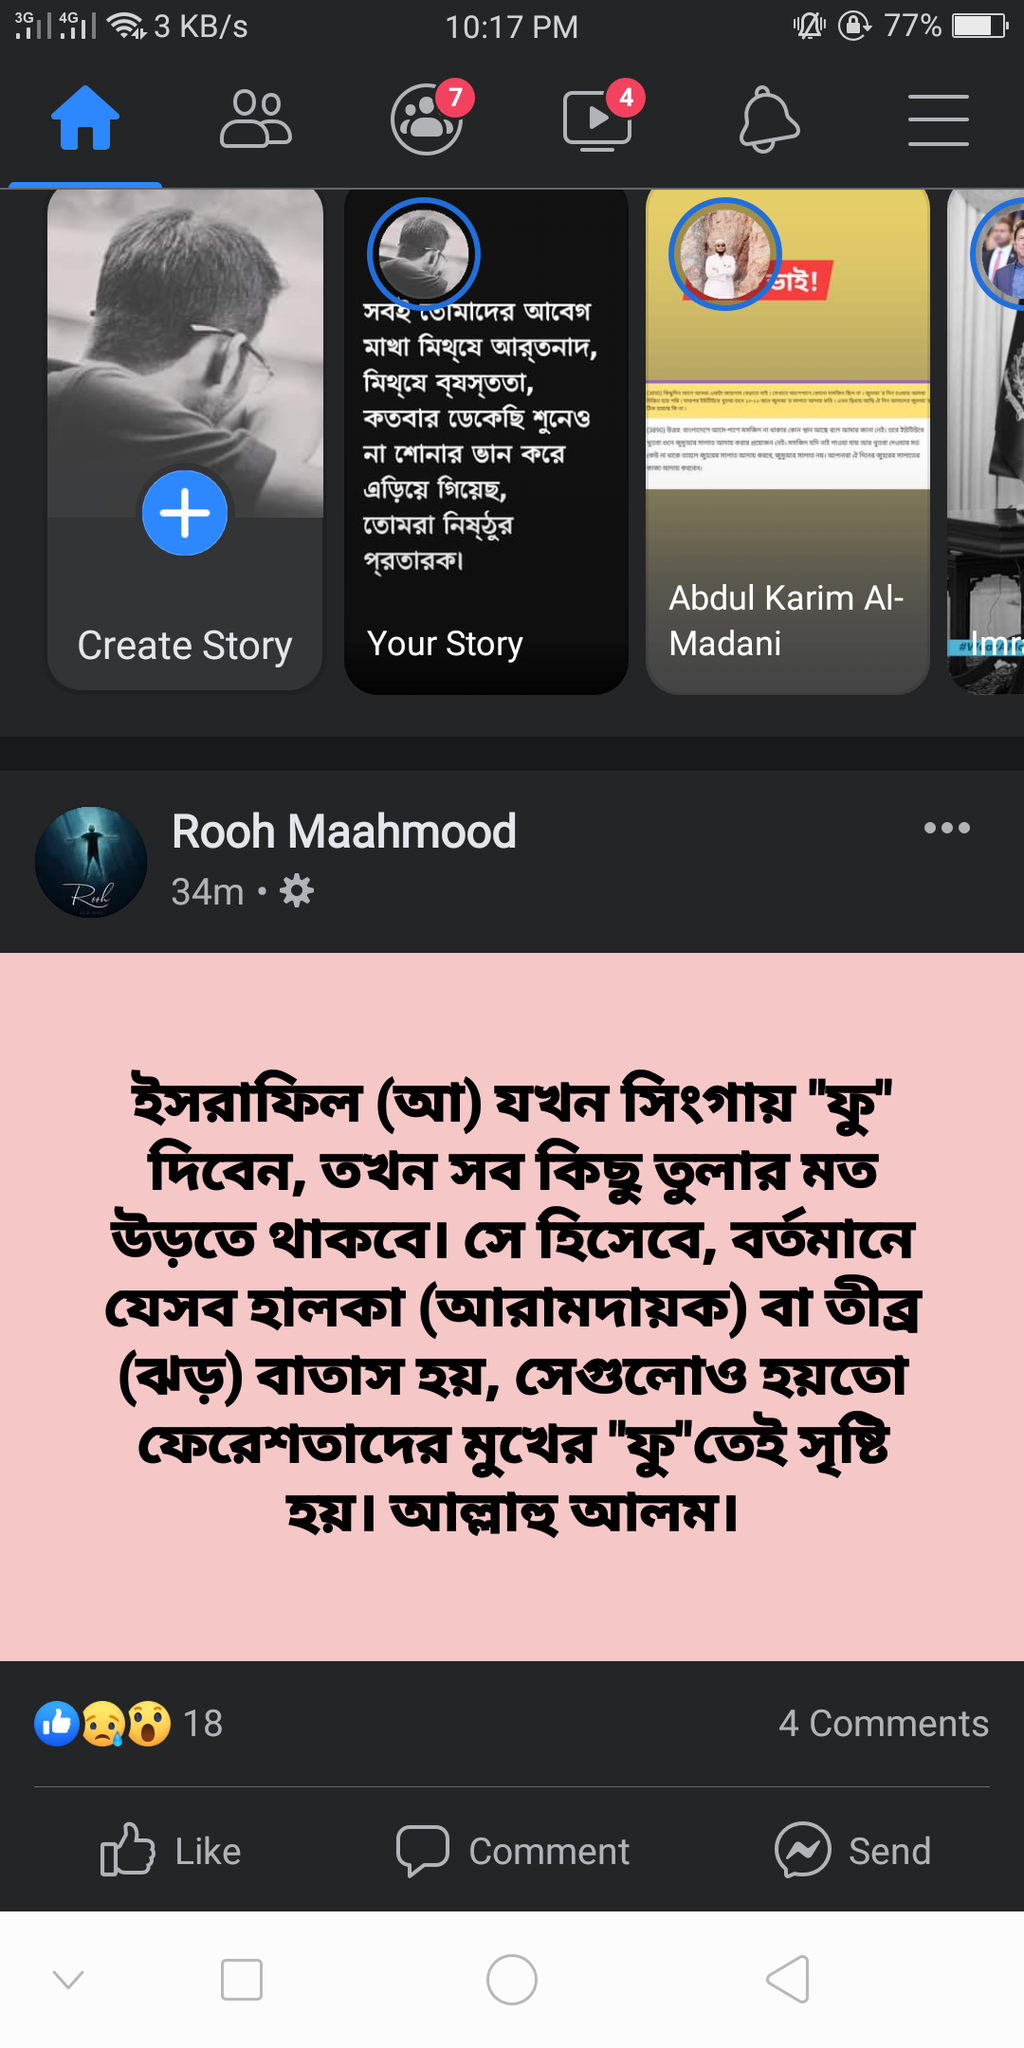 3G 4G 3 KB/s 10:17 PM 77%
7 4
সবই তোমাদের আবেগ
মাখা মিথ্যে আর্তনাদ,
মিথ্যে ব্যস্ততা,
কতবার ডেকেছি শুনেও
না শোনার ভান করে
এড়িয়ে গিয়েছ,
তোমরা নিষ্ঠুর
প্রতারক।
ভাই!
Create Story
Your Story
Abdul Karim Al-
Madani
Imra
Rooh Maahmood
34m
Rooh
ইসরাফিল (আ) যখন সিংগায় "ফু"
দিবেন, তখন সব কিছু তুলার মত
উড়তে থাকবে। সে হিসেবে, বর্তমানে
যেসব হালকা (আরামদায়ক) বা তীব্র
(ঝড়) বাতাস হয়, সেগুলোও হয়তো
ফেরেশতাদের মুখের "ফু"তেই সৃষ্টি
হয়। আল্লাহু আলম।
18 4 Comments
Like Comment Send